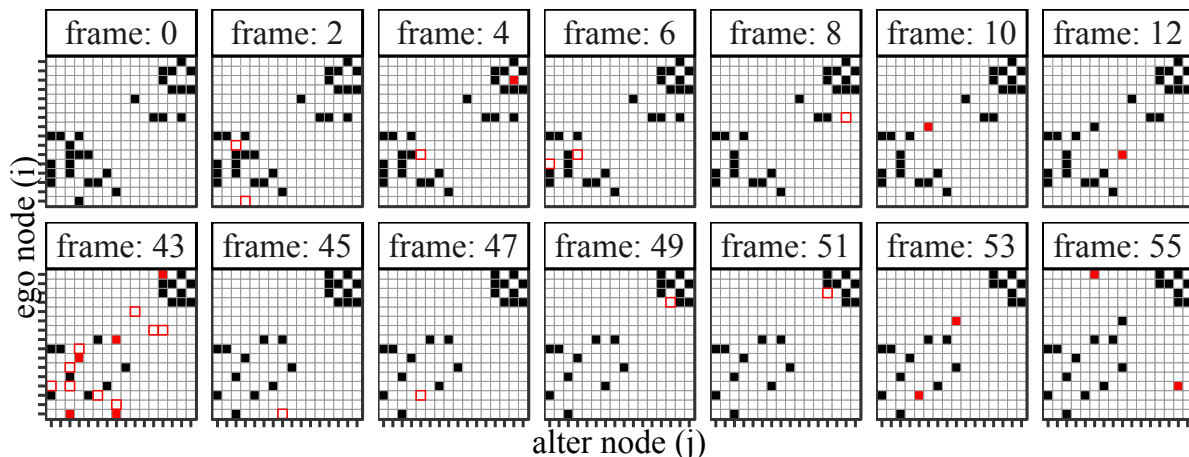 frame: 0 frame: 2 frame: 4 frame: 6 frame: 8 frame: 10 frame: 12
ego node (i)
frame: 43 frame: 45 frame: 47 frame: 49 frame: 51 frame: 53 frame: 55
alter node (j)